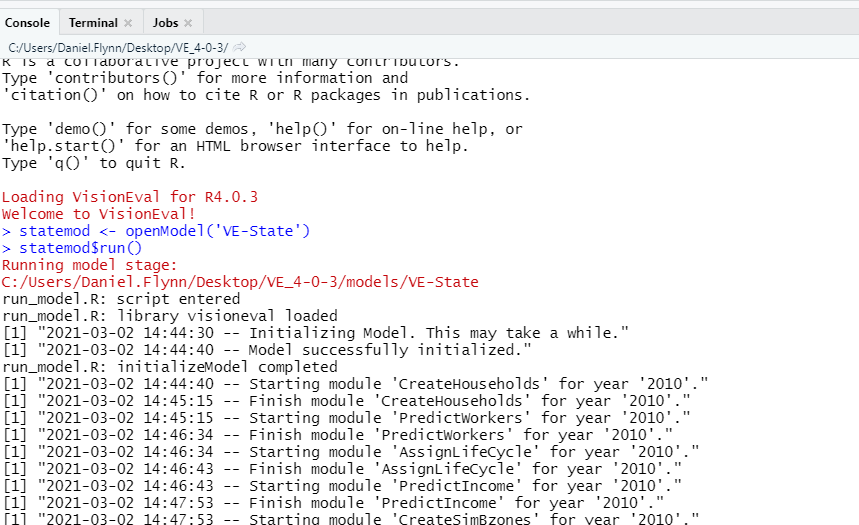 Console Terminal Jobs
C:/Users/Daniel.Flynn/Desktop/VE_4-0-3/
R is a collaborative project with many contributors.
Type 'contributors()' for more information and
'citation()' on how to cite R or R packages in publications.
Type 'demo()' for some demos, 'help()' for on-line help, or
'help.start()' for an HTML browser interface to help.
Type 'q()' to quit R.
Loading VisionEval for R4.0.3
Welcome to VisionEval!
> statemod <- openModel('VE-State')
> statemod$run()
Running model stage:
C:/Users/Daniel.Flynn/Desktop/VE_4-0-3/models/VE-State
run_model.R: script entered
run_model.R: library visioneval loaded
[1] "2021-03-02 14:44:30 -- Initializing Model. This may take a while."
[1] "2021-03-02 14:44:40 -- Model successfully initialized."
run_model.R: initializeModel completed
[1] "2021-03-02 14:44:40 -- Starting module 'CreateHouseholds' for year '2010'."
[1] "2021-03-02 14:45:15 -- Finish module 'CreateHouseholds' for year '2010'."
[1] "2021-03-02 14:45:15 -- Starting module 'PredictWorkers' for year '2010'."
[1] "2021-03-02 14:46:34 -- Finish module 'PredictWorkers' for year '2010'."
[1] "2021-03-02 14:46:34 -- Starting module 'AssignLifeCycle' for year '2010'."
[1] "2021-03-02 14:46:43 -- Finish module 'AssignLifeCycle' for year '2010'."
[1] "2021-03-02 14:46:43 -- Starting module 'PredictIncome' for year '2010'."
[1] "2021-03-02 14:47:53 -- Finish module 'PredictIncome' for year '2010'."
[1] "2021-03-02 14:47:53 -- Starting module 'CreateSimBzones' for year '2010'."